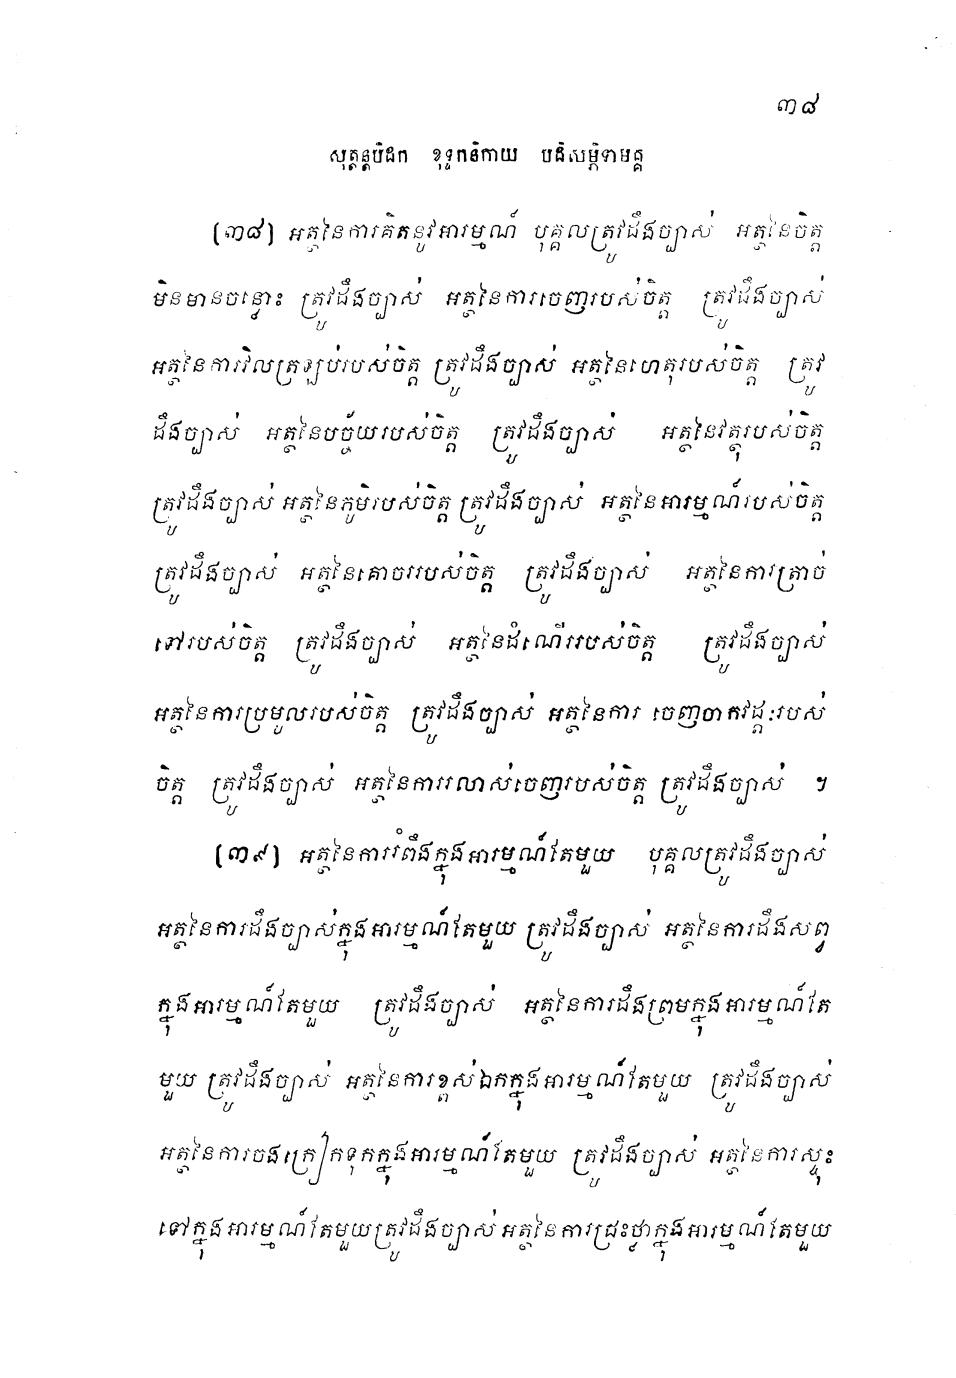 ៣៨
សុត្តន្តបិដក ខុទ្ទកនិកាយ បដិសម្ភិទាមគ្គ
(៣៨) អត្ថនៃការគិតនូវអារម្មណ៍ បុគ្គលត្រូវដឹងច្បាស់ អត្ថនៃចិត្ត
មិនមានចន្លោះ ត្រូវដឹងច្បាស់ អត្ថនៃការចេញរបស់ចិត្ត ត្រូវដឹងច្បាស់
អត្ថនៃការវិលត្រឡប់របស់ចិត្ត ត្រូវដឹងច្បាស់ អត្ថនៃហេតុរបស់ចិត្ត ត្រូវ
ដឹងច្បាស់ អត្ថនៃបច្ច័យរបស់ចិត្ត ត្រូវដឹងច្បាស់ អត្ថនៃវត្ថុរបស់ចិត្ត
ត្រូវដឹងច្បាស់ អត្ថនៃភូមិរបស់ចិត្ត ត្រូវដឹងច្បាស់ អត្ថនៃអារម្មណ៍របស់ចិត្ត
ត្រូវដឹងច្បាស់ អត្ថនៃគោចររបស់ចិត្ត ត្រូវដឹងច្បាស់ អត្ថនៃការត្រាច់
ទៅរបស់ចិត្ត ត្រូវដឹងច្បាស់ អត្ថនៃដំណើររបស់ចិត្ត ត្រូវដឹងច្បាស់
អត្ថនៃការប្រមូលរបស់ចិត្ត ត្រូវដឹងច្បាស់ អត្ថនៃការ ចេញចាកវដ្តៈរបស់
ចិត្ត ត្រូវដឹងច្បាស់ អត្ថនៃការរលាស់ចេញរបស់ចិត្ត ត្រូវដឹងច្បាស់ ។
(៣៩) អត្ថនៃការរំពឹងក្នុងអារម្មណ៍តែមួយ បុគ្គលត្រូវដឹងច្បាស់
អត្ថនៃការដឹងច្បាស់ក្នុងអារម្មណ៍តែមួយ ត្រូវដឹងច្បាស់ អត្ថនៃការដឹងសព្វ
ក្នុងអារម្មណ៍តែមួយ ត្រូវដឹងច្បាស់ អត្ថនៃការដឹងព្រមក្នុងអារម្មណ៍តែ
មួយ ត្រូវដឹងច្បាស់ អត្ថនៃការខ្ពស់ឯកក្នុងអារម្មណ៍តែមួយ ត្រូវដឹងច្បាស់
អត្ថនៃការចងក្រៀកទុកក្នុងអារម្មណ៍តែមួយ ត្រូវដឹងច្បាស់ អត្ថនៃការស្ទុះ
ទៅក្នុងអារម្មណ៍តែមួយត្រូវដឹងច្បាស់ អត្ថនៃការជ្រះថ្លាក្នុងអារម្មណ៍តែមួយ